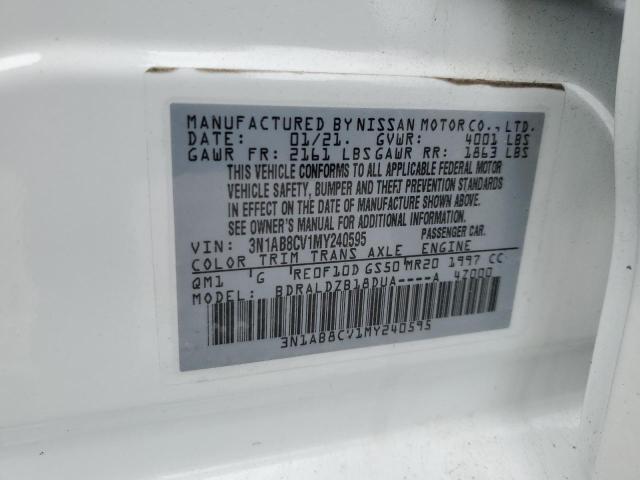 MANUFACTURED BY NISSAN MOTOR CO., LTD.
DATE: 01/21. GVWR: 4001 LBS
GAWR FR: 2161 LBS GAWR RR: 1863 LBS
THIS VEHICLE CONFORMS TO ALL APPLICABLE FEDERAL MOTOR
VEHICLE SAFETY, BUMPER AND THEFT PREVENTION STANDARDS
IN EFFECT ON THE DATE OF MANUFACTURE SHOWN ABOVE.
SEE OWNER'S MANUAL FOR ADDITIONAL INFORMATION.
VIN: 3N1AB8CV1MY240595 PASSENGER CAR.
COLOR TRIM TRANS AXLE ENGINE
QM1 G RE0F10D GS50 MR20 1997 CC
MODEL: BDRALDZB18DUA----A 47000
3N1AB8CV1MY240595